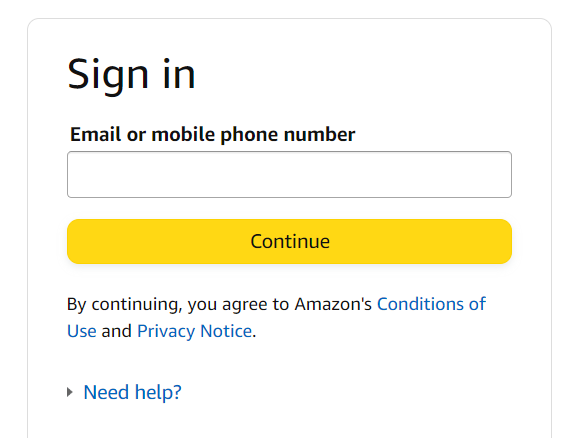 Sign in
Email or mobile phone number
Continue
By continuing, you agree to Amazon's Conditions of
Use and Privacy Notice.
Need help?